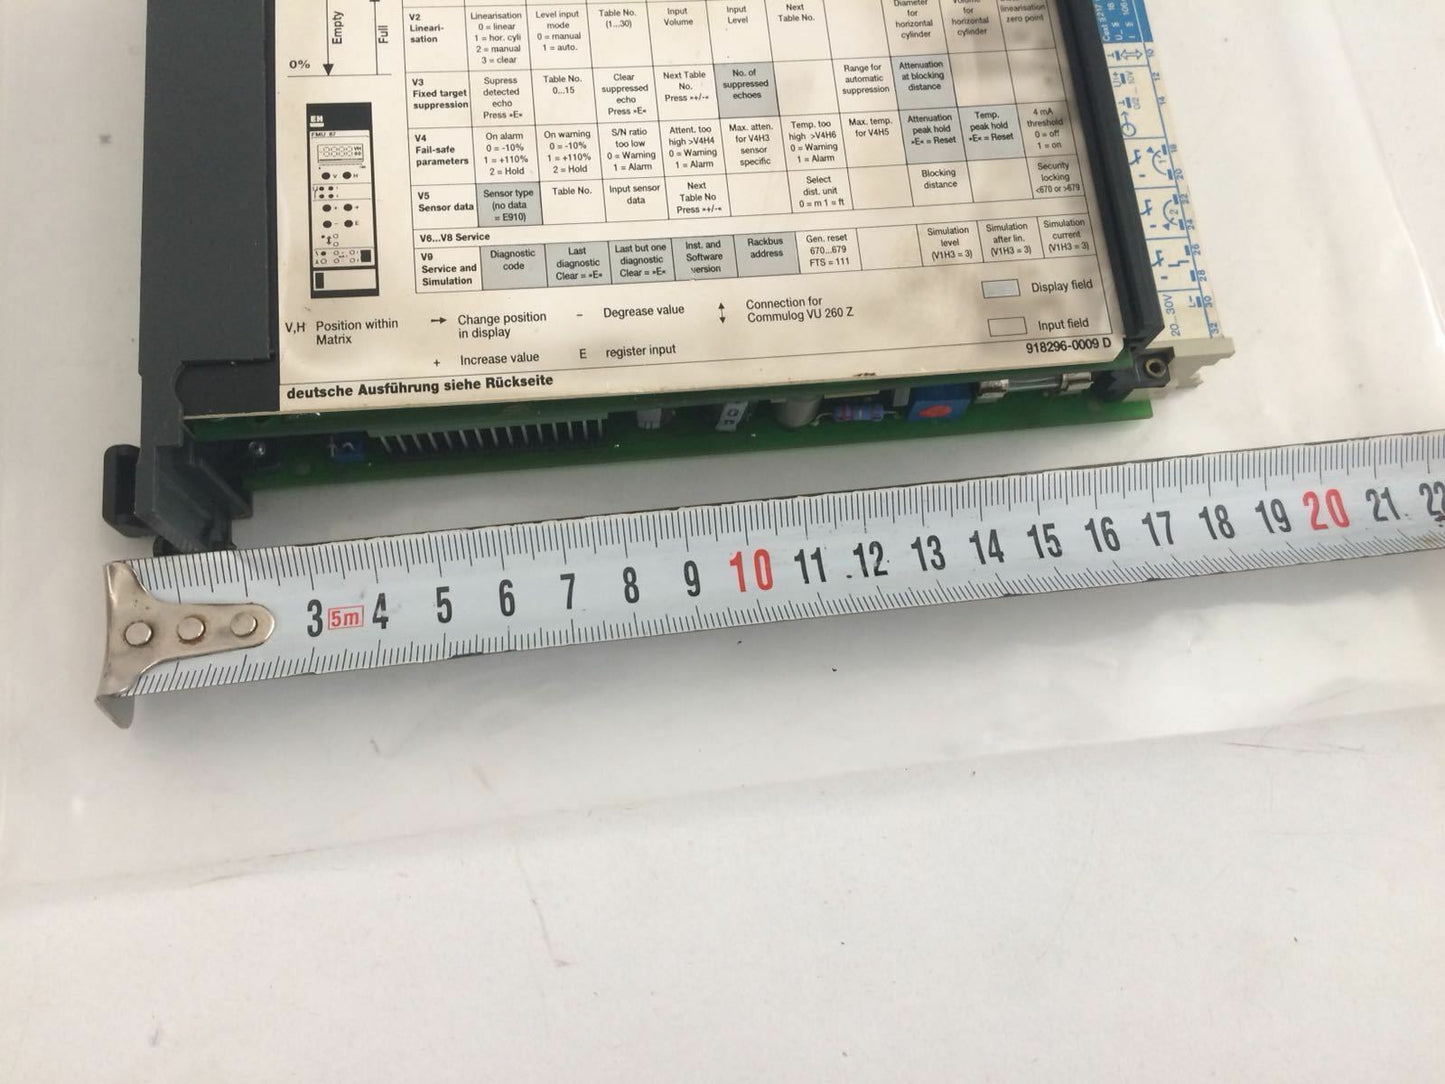 Empty
Full
0%
V2
Lineari-
sation
Linearisation
0 = linear
1 = hor. cyli
2 = manual
3 = clear
Level input
mode
0 = manual
1 = auto.
Table No.
(1...30)
Input
Volume
Input
Level
Next
Table No.
Diameter
for
horizontal
cylinder
for
horizontal
cylinder
linearisation
zero point
V3
Fixed target
suppression
Supress
detected
echo
Press »E«
Table No.
0...15
Clear
suppressed
echo
Press »E«
Next Table
No.
Press »+/-«
No. of
suppressed
echoes
Range for
automatic
suppression
Attenuation
at blocking
distance
V4
Fail-safe
parameters
On alarm
0 = -10%
1 = +110%
2 = Hold
On warning
0 = -10%
1 = +110%
2 = Hold
S/N ratio
too low
0 = Warning
1 = Alarm
Attent. too
high >V4H4
0 = Warning
1 = Alarm
Max. atten.
for V4H3
sensor
specific
Temp. too
high >V4H6
0 = Warning
1 = Alarm
Max. temp.
for V4H5
Attenuation
peak hold
»E« = Reset
Temp.
peak hold
»E« = Reset
4 mA
threshold
0 = off
1 = on
V5
Sensor data
Sensor type
(no data
= E910)
Table No.
Input sensor
data
Next
Table No
Press »+/-«
Select
dist. unit
0 = m 1 = ft
Blocking
distance
Security
locking
<670 or >679
V6...V8 Service
V9
Service and
Simulation
Diagnostic
code
Last
diagnostic
Clear = »E«
Last but one
diagnostic
Clear = »E«
Inst. and
Software
version
Rackbus
address
Gen. reset
670...679
FTS = 111
Simulation
level
(V1H3 = 3)
Simulation
after lin.
(V1H3 = 3)
Simulation
current
(V1H3 = 3)
EH
V H
V,H Position within
Matrix
→ Change position
in display
+ Increase value
- Degrease value
E register input
↕ Connection for
Commulog VU 260 Z
Display field
Input field
918296-0009 D
deutsche Ausführung siehe Rückseite
20...30V
3 5m 4 5 6 7 8 9 10 11 12 13 14 15 16 17 18 19 20 21 22